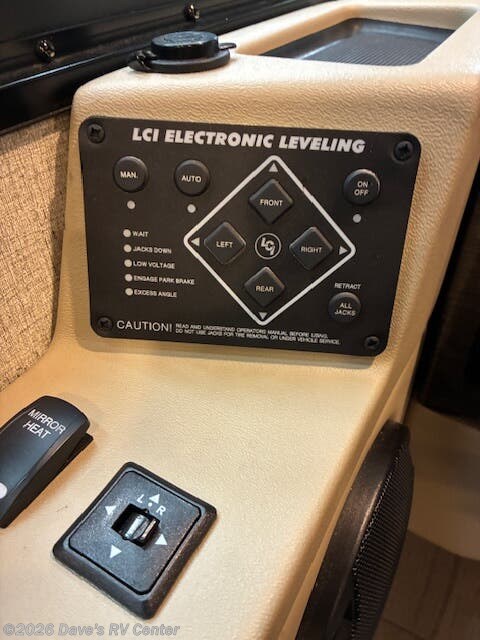 LCI ELECTRONIC LEVELING
MAN.
AUTO
ON
OFF
FRONT
LEFT
LCI
RIGHT
REAR
WAIT
JACKS DOWN
LOW VOLTAGE
ENGAGE PARK BRAKE
EXCESS ANGLE
RETRACT
ALL
JACKS
CAUTION! READ AND UNDERSTAND OPERATORS MANUAL BEFORE USING.
DO NOT USE JACKS FOR TIRE REMOVAL OR UNDER VEHICLE SERVICE.
MIRROR
HEAT
L R
©2026 Dave's RV Center